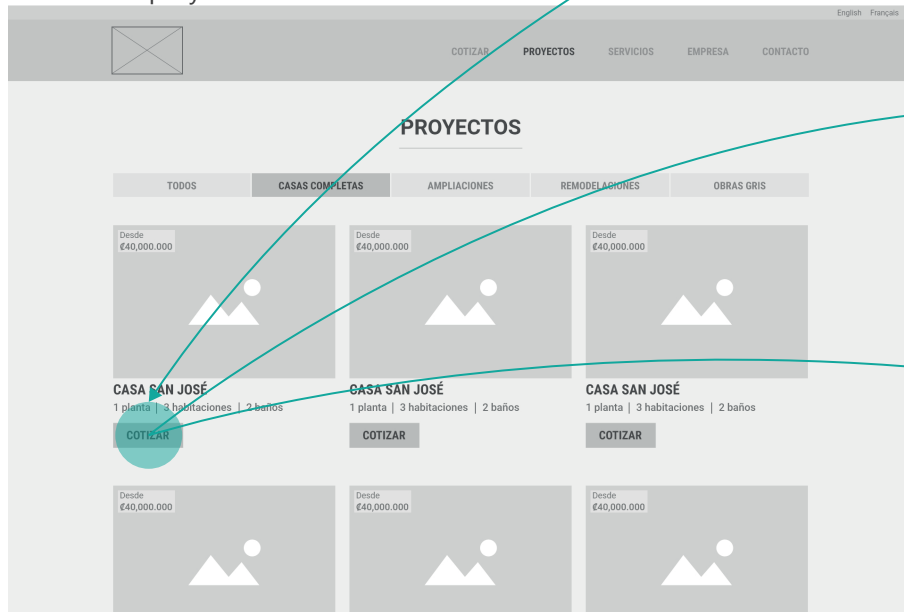 English Français
COTIZAR PROYECTOS SERVICIOS EMPRESA CONTACTO
PROYECTOS
TODOS CASAS COMPLETAS AMPLIACIONES REMODELACIONES OBRAS GRIS
Desde Desde Desde
₡40,000.000 ₡40,000.000 ₡40,000.000
CASA SAN JOSÉ CASA SAN JOSÉ CASA SAN JOSÉ
1 planta | 3 habitaciones | 2 baños 1 planta | 3 habitaciones | 2 baños 1 planta | 3 habitaciones | 2 baños
COTIZAR COTIZAR COTIZAR
Desde Desde Desde
₡40,000.000 ₡40,000.000 ₡40,000.000